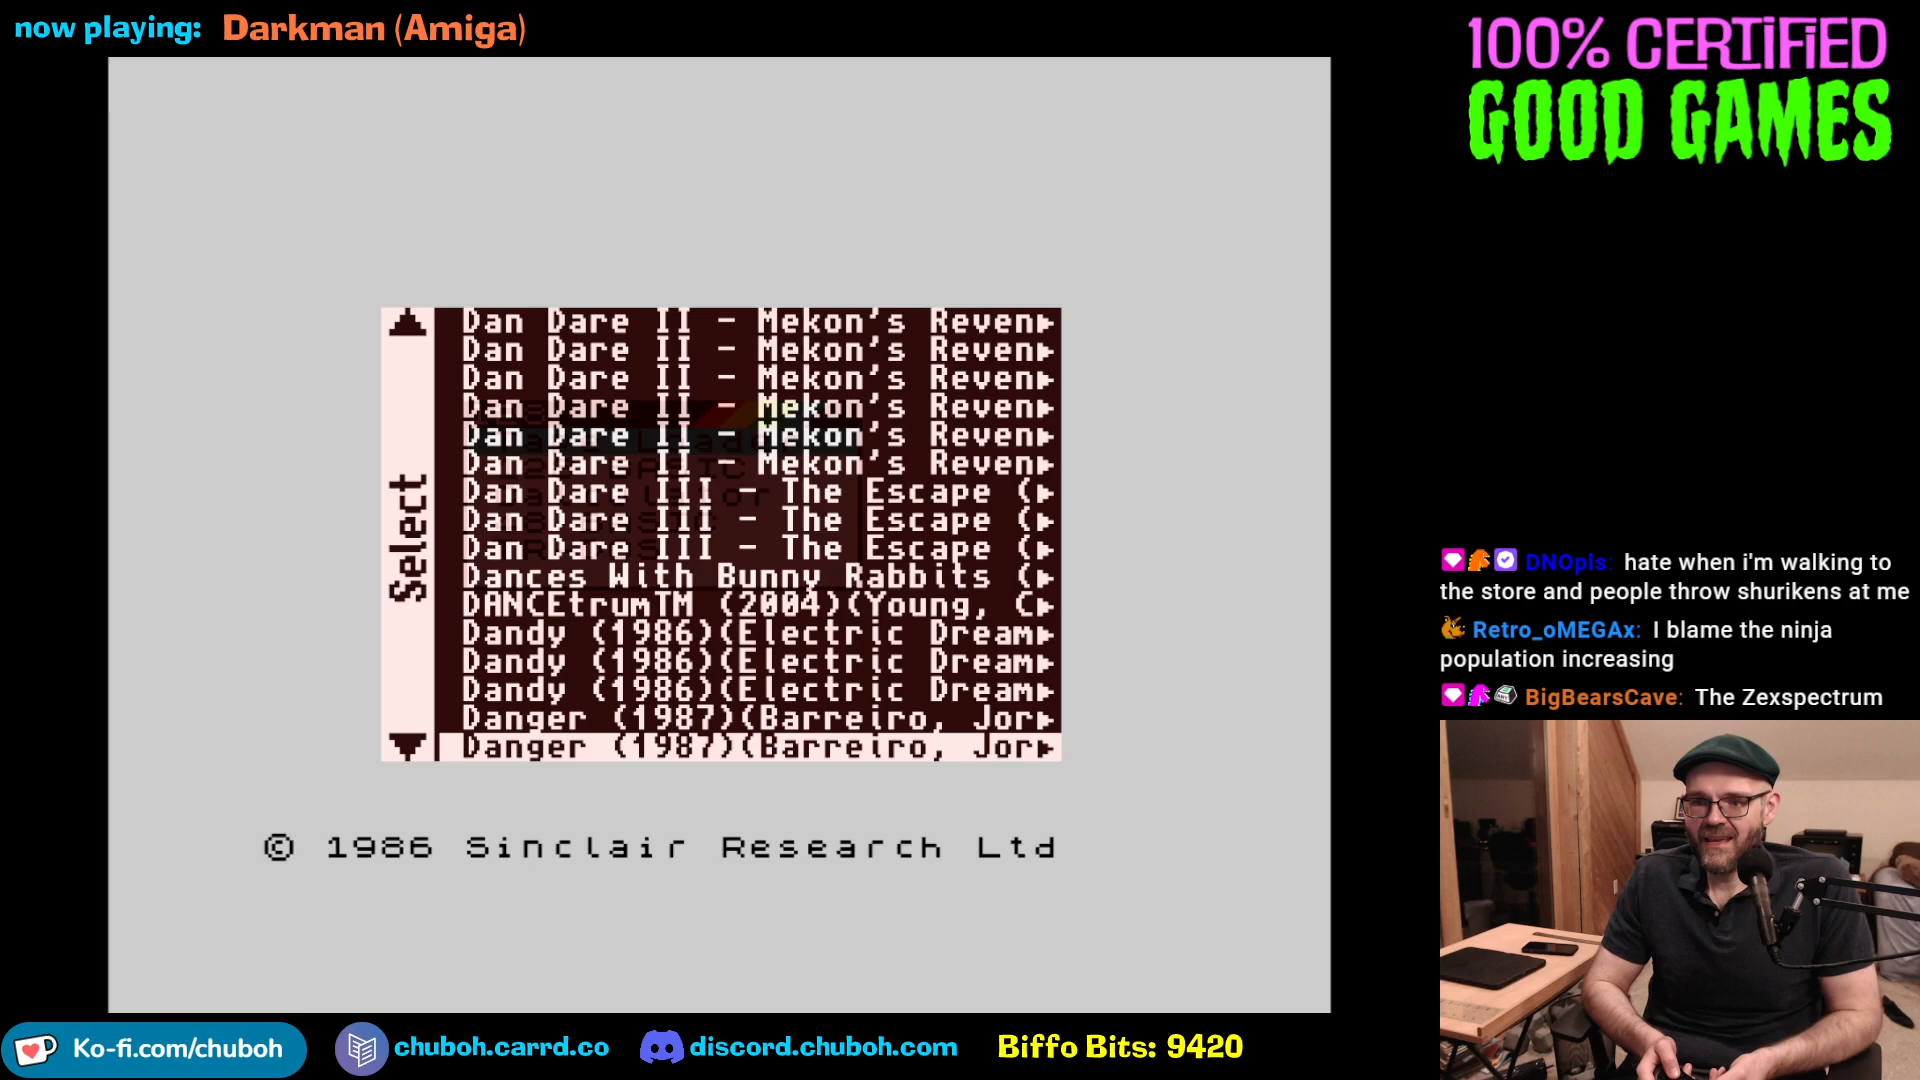 now playing: Darkman (Amiga)
100% CERTIFIED
GOOD GAMES
Select
Dan Dare II - Mekon's Reven
Dan Dare II - Mekon's Reven
Dan Dare II - Mekon's Reven
Dan Dare II - Mekon's Reven
Dan Dare II - Mekon's Reven
Dan Dare II - Mekon's Reven
Dan Dare III - The Escape (
Dan Dare III - The Escape (
Dan Dare III - The Escape (
Dances With Bunny Rabbits (
DANCEtrumTM (2004)(Young, C
Dandy (1986)(Electric Dream
Dandy (1986)(Electric Dream
Dandy (1986)(Electric Dream
Danger (1987)(Barreiro, Jor
Danger (1987)(Barreiro, Jor
© 1986 Sinclair Research Ltd
DNOpls: hate when i'm walking to
the store and people throw shurikens at me
Retro_oMEGAx: I blame the ninja
population increasing
BigBearsCave: The Zexspectrum
Ko-fi.com/chuboh
chuboh.carrd.co
discord.chuboh.com
Biffo Bits: 9420